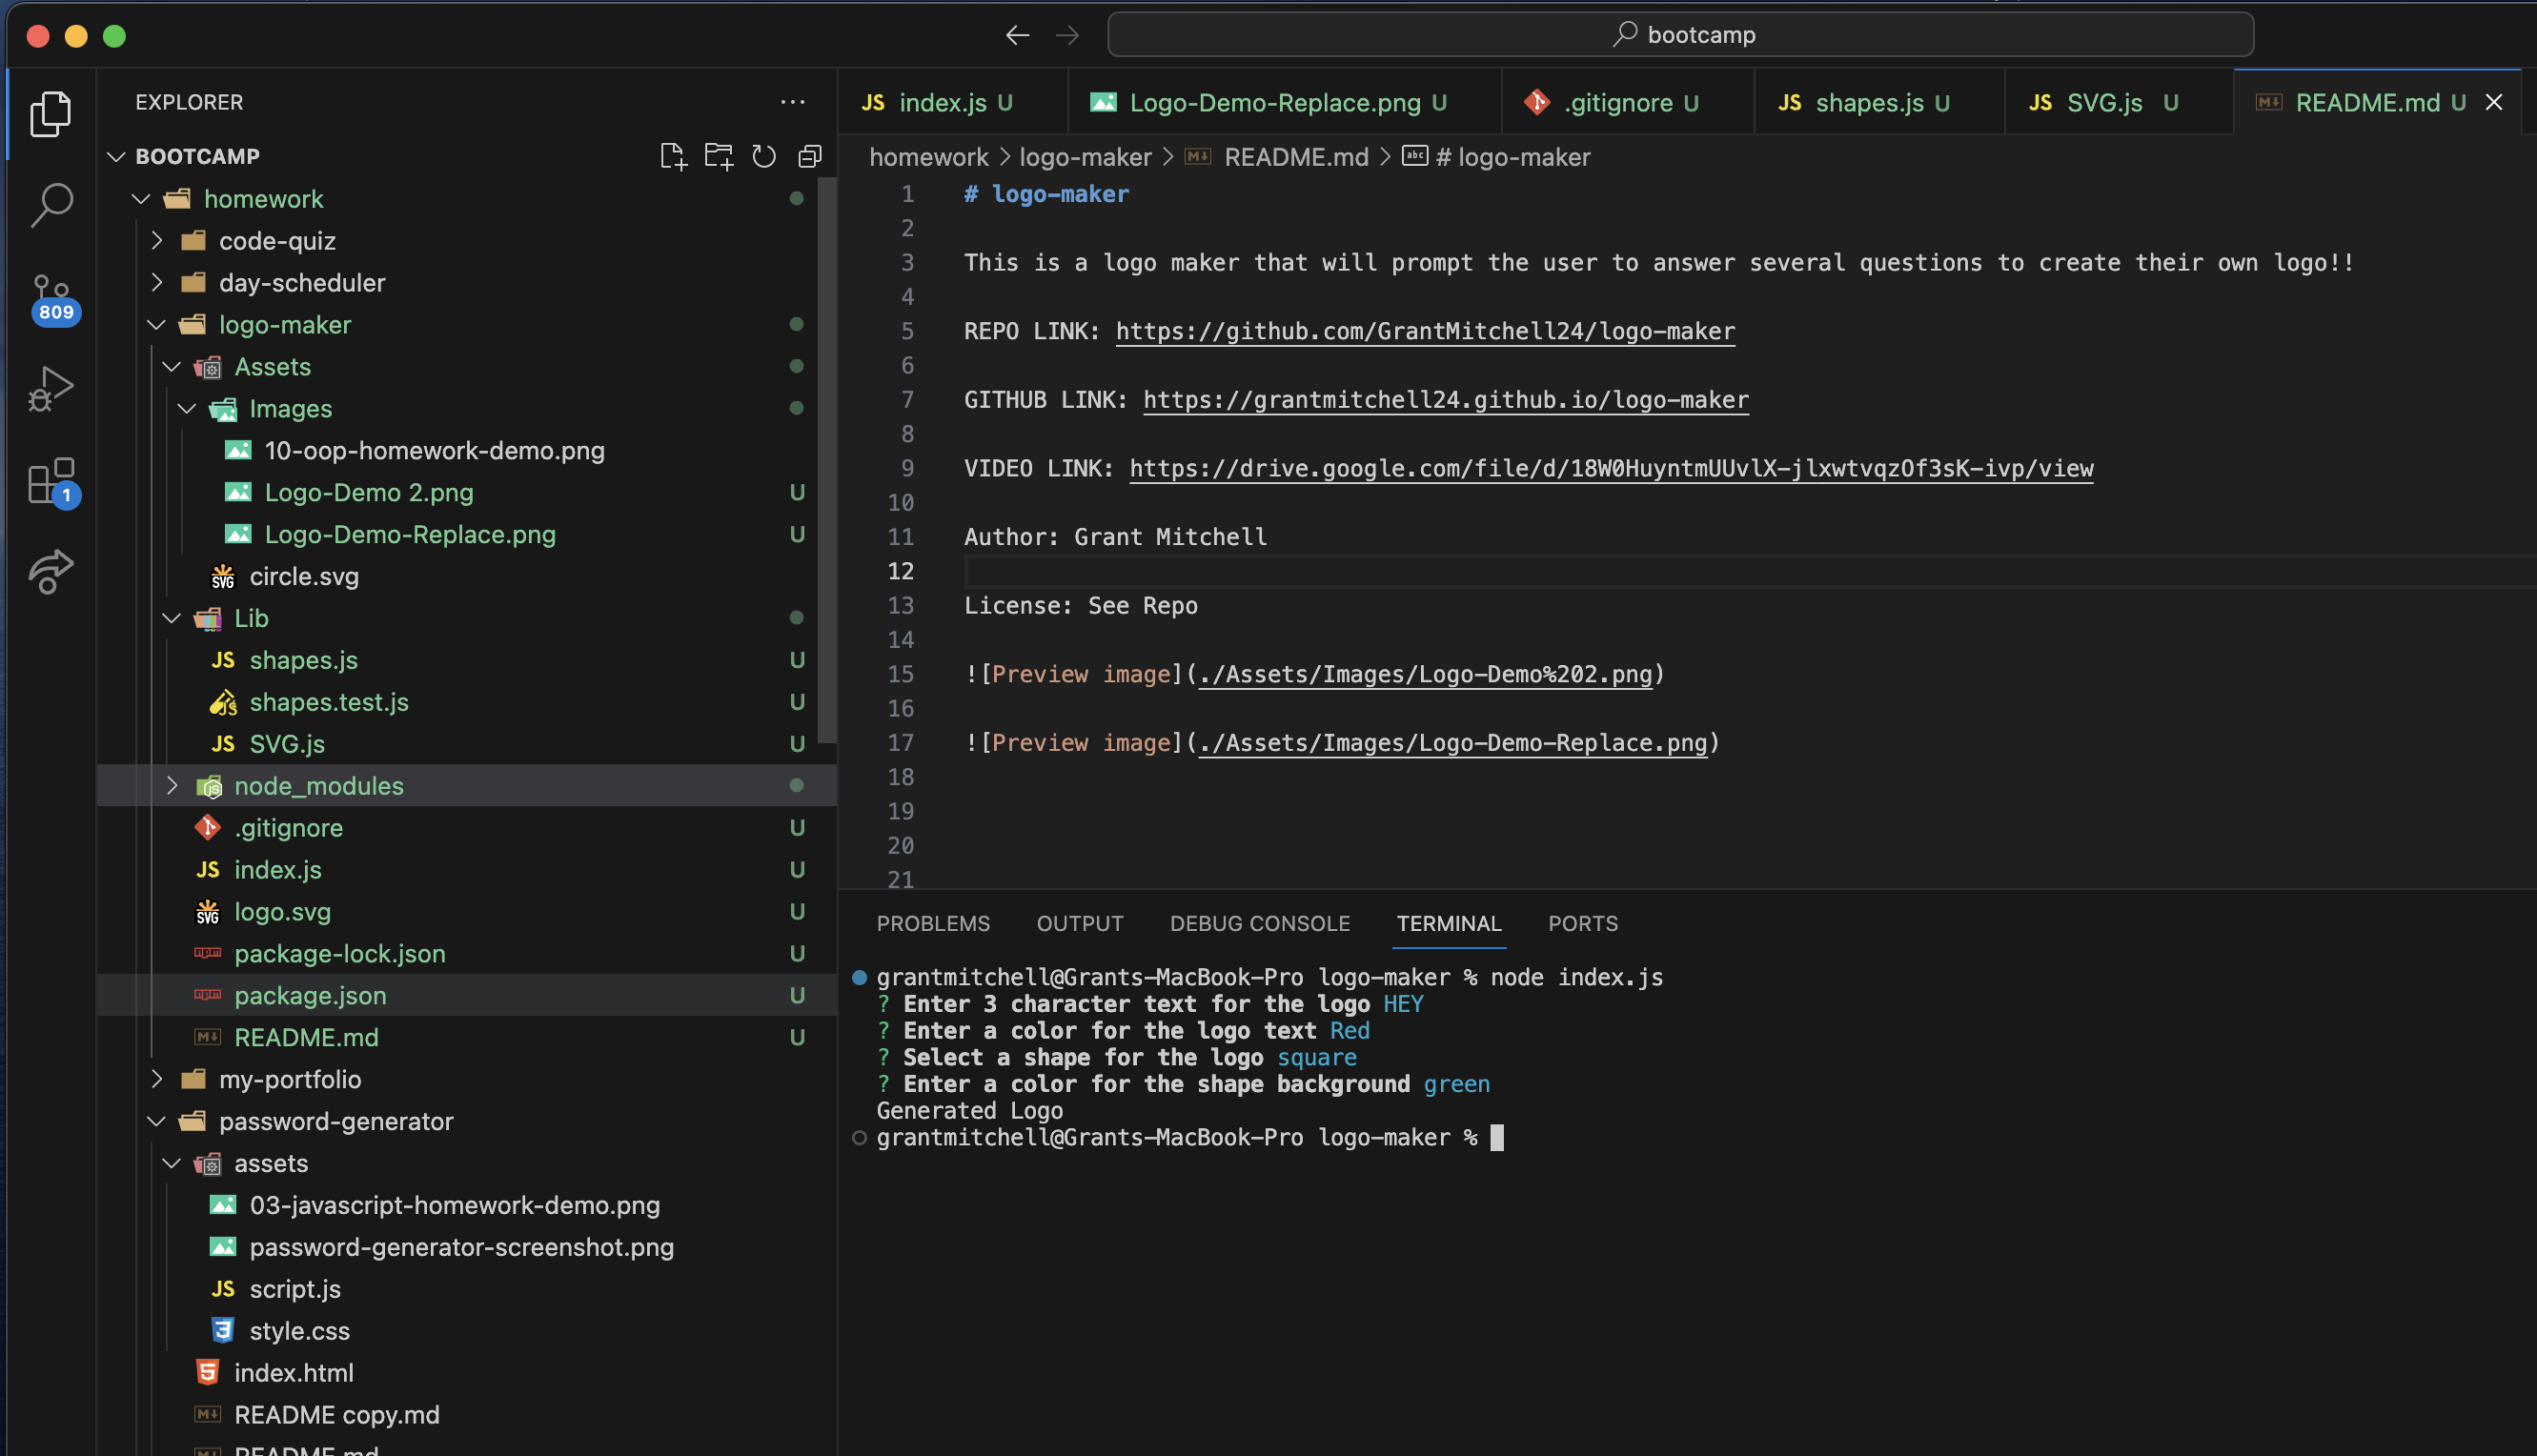 bootcamp
EXPLORER
BOOTCAMP
homework
code-quiz
day-scheduler
809
logo-maker
Assets
Images
10-oop-homework-demo.png
Logo-Demo 2.png U
1
Logo-Demo-Replace.png U
circle.svg
Lib
shapes.js U
shapes.test.js U
SVG.js U
node_modules
.gitignore U
index.js U
logo.svg U
package-lock.json U
package.json U
README.md U
my-portfolio
password-generator
assets
03-javascript-homework-demo.png
password-generator-screenshot.png
script.js
style.css
index.html
README copy.md
README.md
index.js U
Logo-Demo-Replace.png U
.gitignore U
shapes.js U
SVG.js U
README.md U
homework > logo-maker > README.md > # logo-maker
1 # logo-maker
2
3 This is a logo maker that will prompt the user to answer several questions to create their own logo!!
4
5 REPO LINK: https://github.com/GrantMitchell24/logo-maker
6
7 GITHUB LINK: https://grantmitchell24.github.io/logo-maker
8
9 VIDEO LINK: https://drive.google.com/file/d/18W0HuyntmUUvlX-jlxwtvqzOf3sK-ivp/view
10
11 Author: Grant Mitchell
12
13 License: See Repo
14
15 ![Preview image](./Assets/Images/Logo-Demo%202.png)
16
17 ![Preview image](./Assets/Images/Logo-Demo-Replace.png)
18
19
20
21
PROBLEMS OUTPUT DEBUG CONSOLE TERMINAL PORTS
grantmitchell@Grants-MacBook-Pro logo-maker % node index.js
? Enter 3 character text for the logo HEY
? Enter a color for the logo text Red
? Select a shape for the logo square
? Enter a color for the shape background green
Generated Logo
grantmitchell@Grants-MacBook-Pro logo-maker %